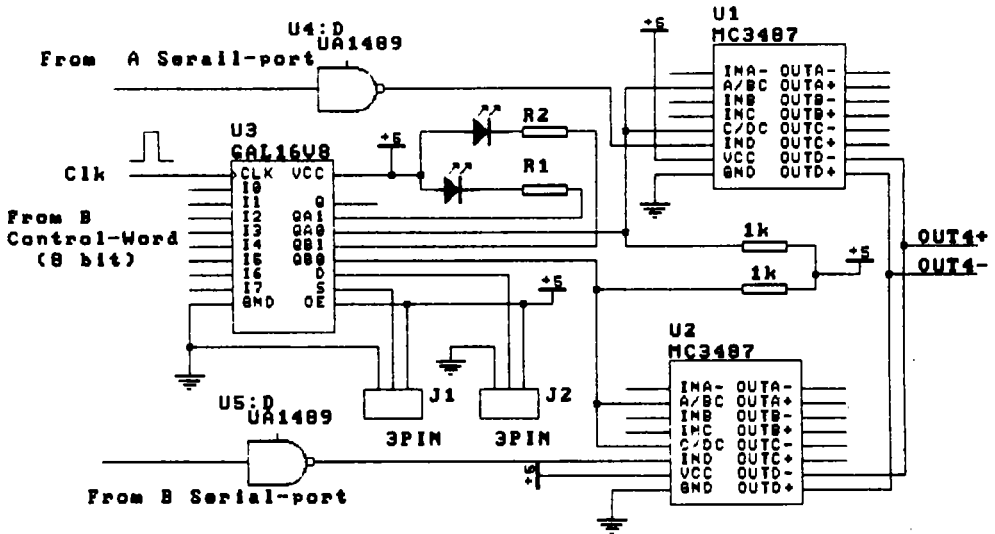 U4:D
UA1489
From A Serail-port
+5
U1
MC3487
INA- OUTA-
A/BC OUTA+
INB OUTB-
INC OUTB+
C/DC OUTC-
IND OUTC+
VCC OUTD-
GND OUTD+
U3
GAL16V8
Clk
CLK VCC
I0
I1 Q
I2 QA1
I3 QA0
I4 QB1
I5 QB0
I6 D
I7 S
GND OE
+5
R2
R1
From B
Control-Word
(8 bit)
1k
+5
1k
OUT4+
OUT4-
+5
J1
3PIN
J2
3PIN
U2
MC3487
INA- OUTA-
A/BC OUTA+
INB OUTB-
INC OUTB+
C/DC OUTC-
IND OUTC+
VCC OUTD-
GND OUTD+
U5:D
UA1489
+5
From B Serial-port